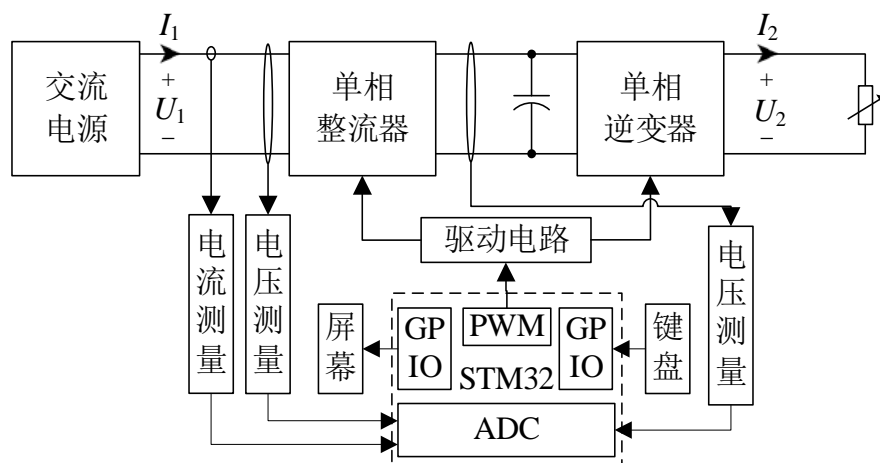 I1
I2
交流
电源
+
U1
−
单相
整流器
单相
逆变器
+
U2
−
驱动电路
电流测量
电压测量
电压测量
屏幕
GP
IO
PWM
GP
IO
键盘
STM32
ADC